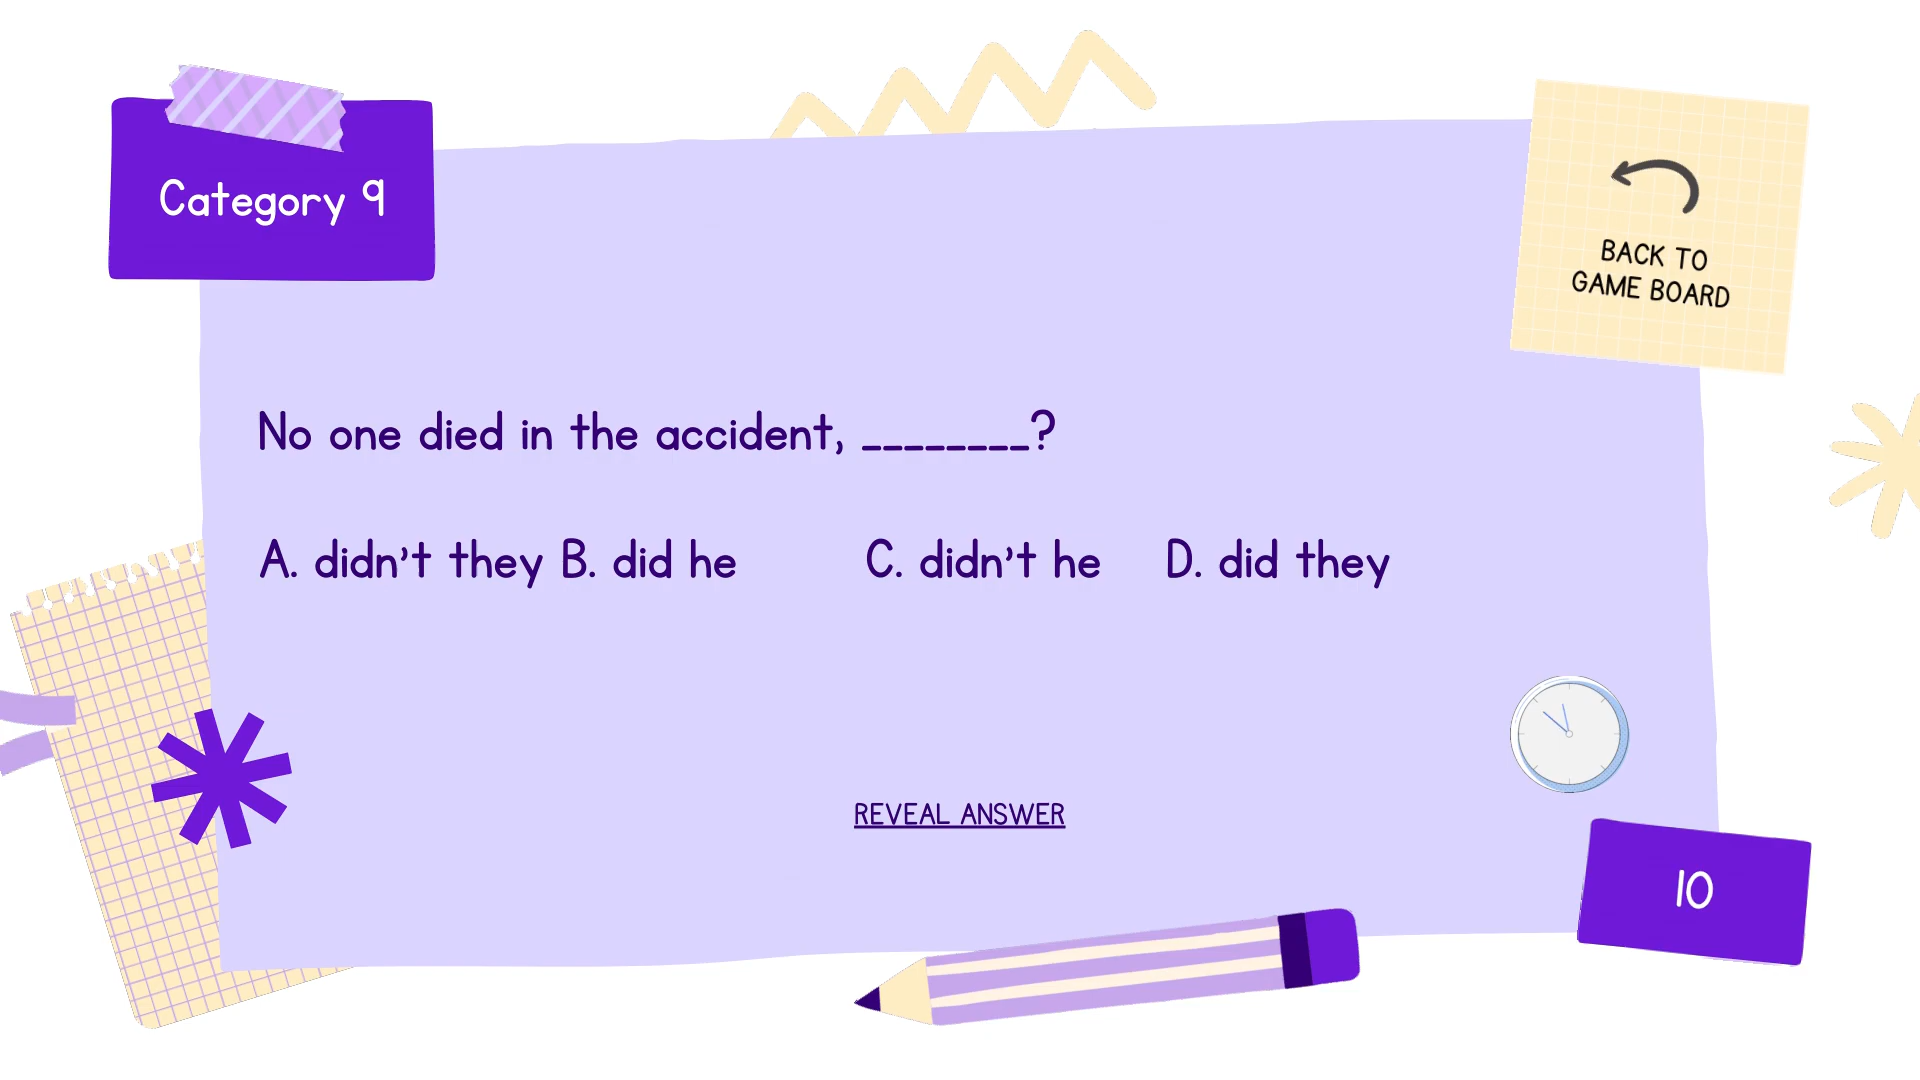 Category 9
BACK TO
GAME BOARD
No one died in the accident, ________?
A. didn't they B. did he C. didn't he D. did they
REVEAL ANSWER
10